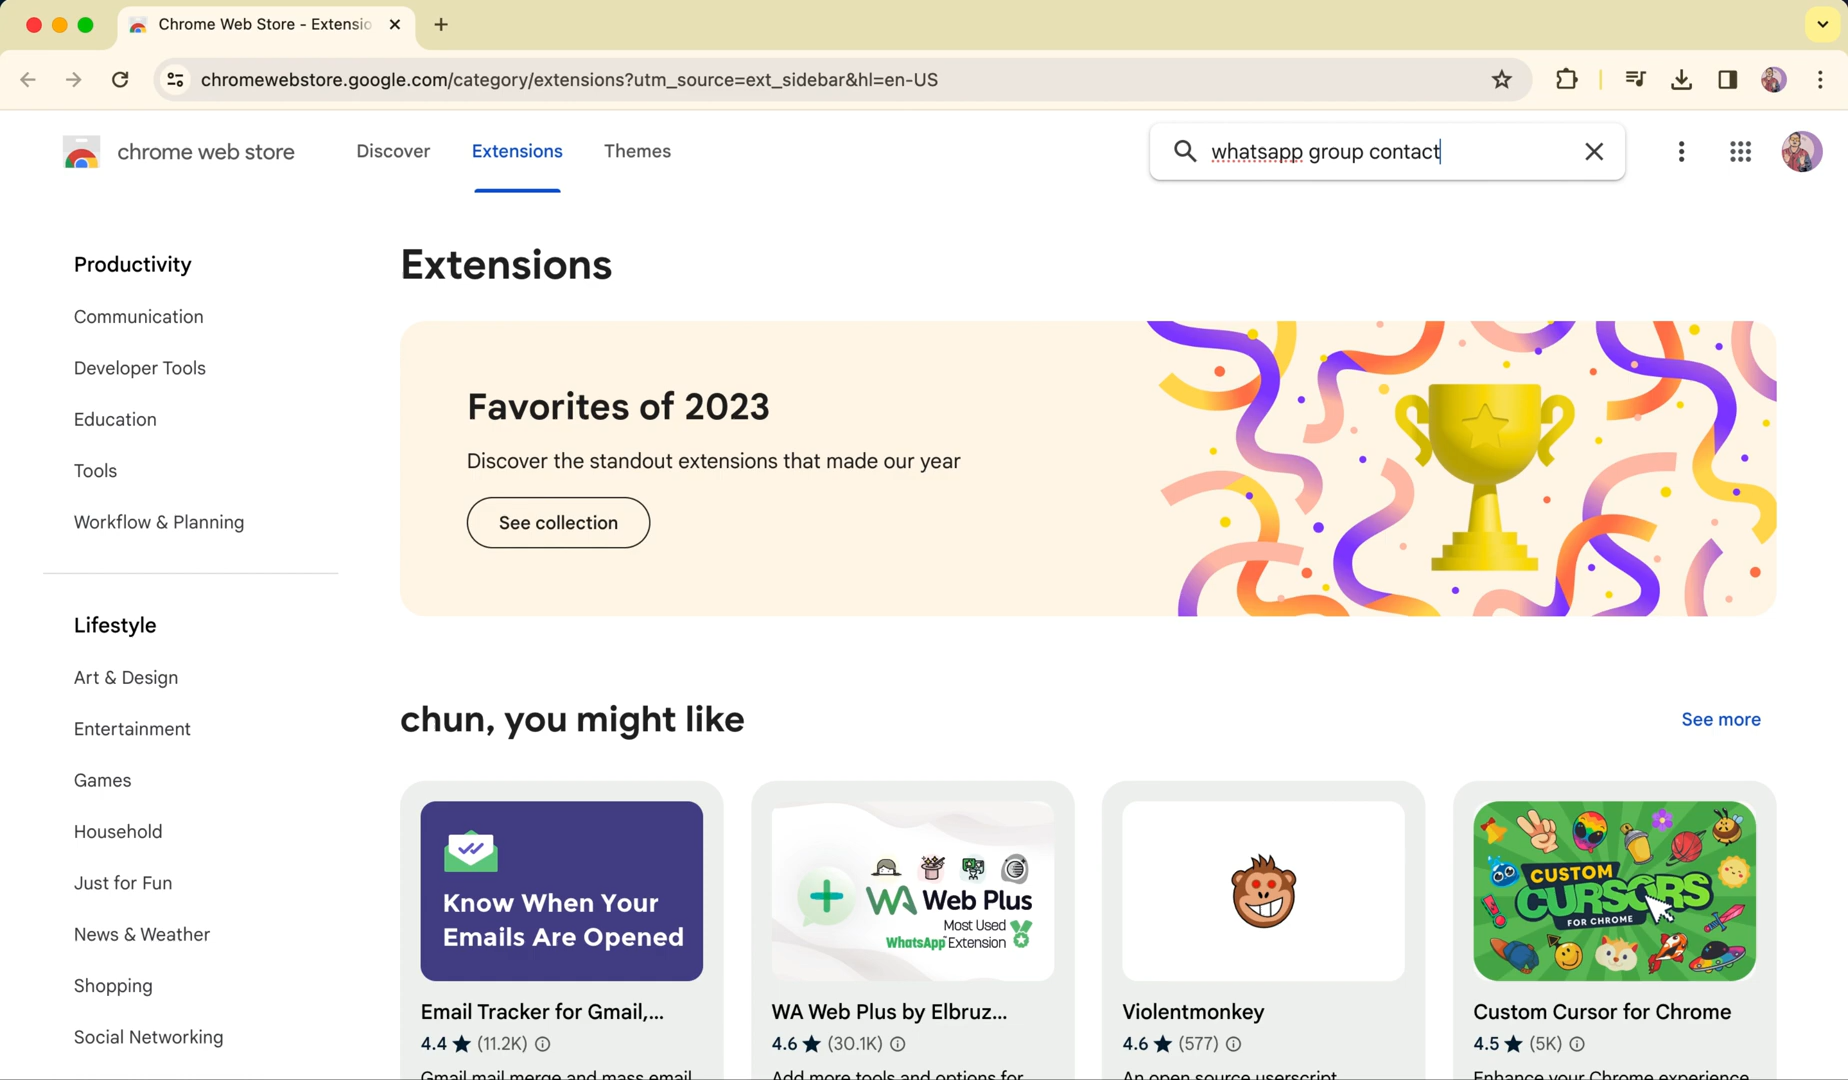 Chrome Web Store - Extensio
chromewebstore.google.com/category/extensions?utm_source=ext_sidebar&hl=en-US
chrome web store
Discover
Extensions
Themes
whatsapp group contact
Productivity
Communication
Developer Tools
Education
Tools
Workflow & Planning
Lifestyle
Art & Design
Entertainment
Games
Household
Just for Fun
News & Weather
Shopping
Social Networking
Extensions
Favorites of 2023
Discover the standout extensions that made our year
See collection
chun, you might like
See more
Know When Your
Emails Are Opened
Email Tracker for Gmail,...
4.4 ★ (11.2K)
Gmail mail merge and mass email
WA Web Plus
Most Used
WhatsApp Extension
WA Web Plus by Elbruz...
4.6 ★ (30.1K)
Add more tools and options for
Violentmonkey
4.6 ★ (577)
An open source userscript
CUSTOM
CURSORS
FOR CHROME
Custom Cursor for Chrome
4.5 ★ (5K)
Enhance your Chrome experience